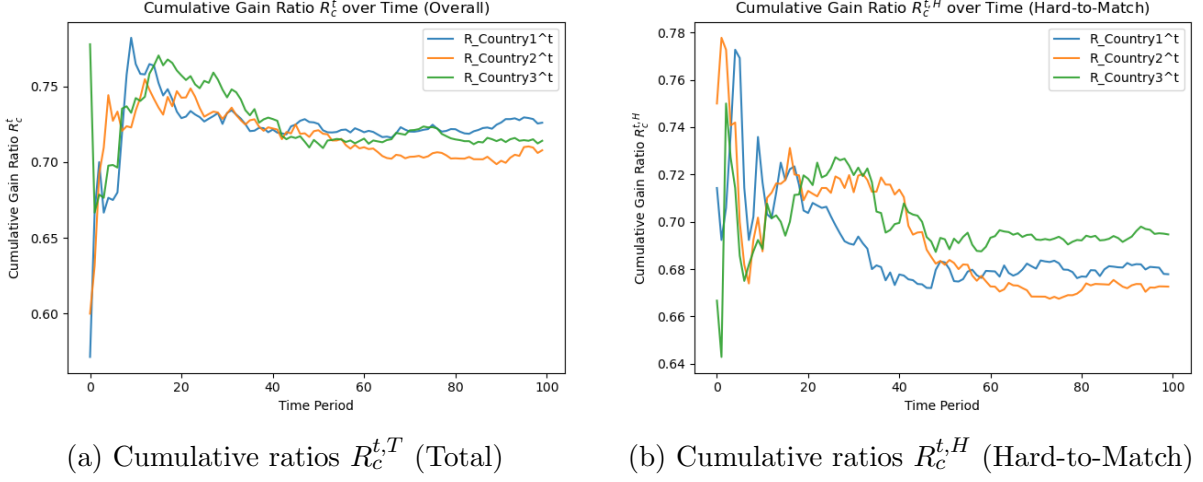 Cumulative Gain Ratio R_c^t over Time (Overall)
Cumulative Gain Ratio R_c^t
0.75
0.70
0.65
0.60
R_Country1^t
R_Country2^t
R_Country3^t
0 20 40 60 80 100
Time Period
(a) Cumulative ratios R_c^{t,T} (Total)
Cumulative Gain Ratio R_c^{t,H} over Time (Hard-to-Match)
Cumulative Gain Ratio R_c^{t,H}
0.78
0.76
0.74
0.72
0.70
0.68
0.66
0.64
R_Country1^t
R_Country2^t
R_Country3^t
0 20 40 60 80 100
Time Period
(b) Cumulative ratios R_c^{t,H} (Hard-to-Match)